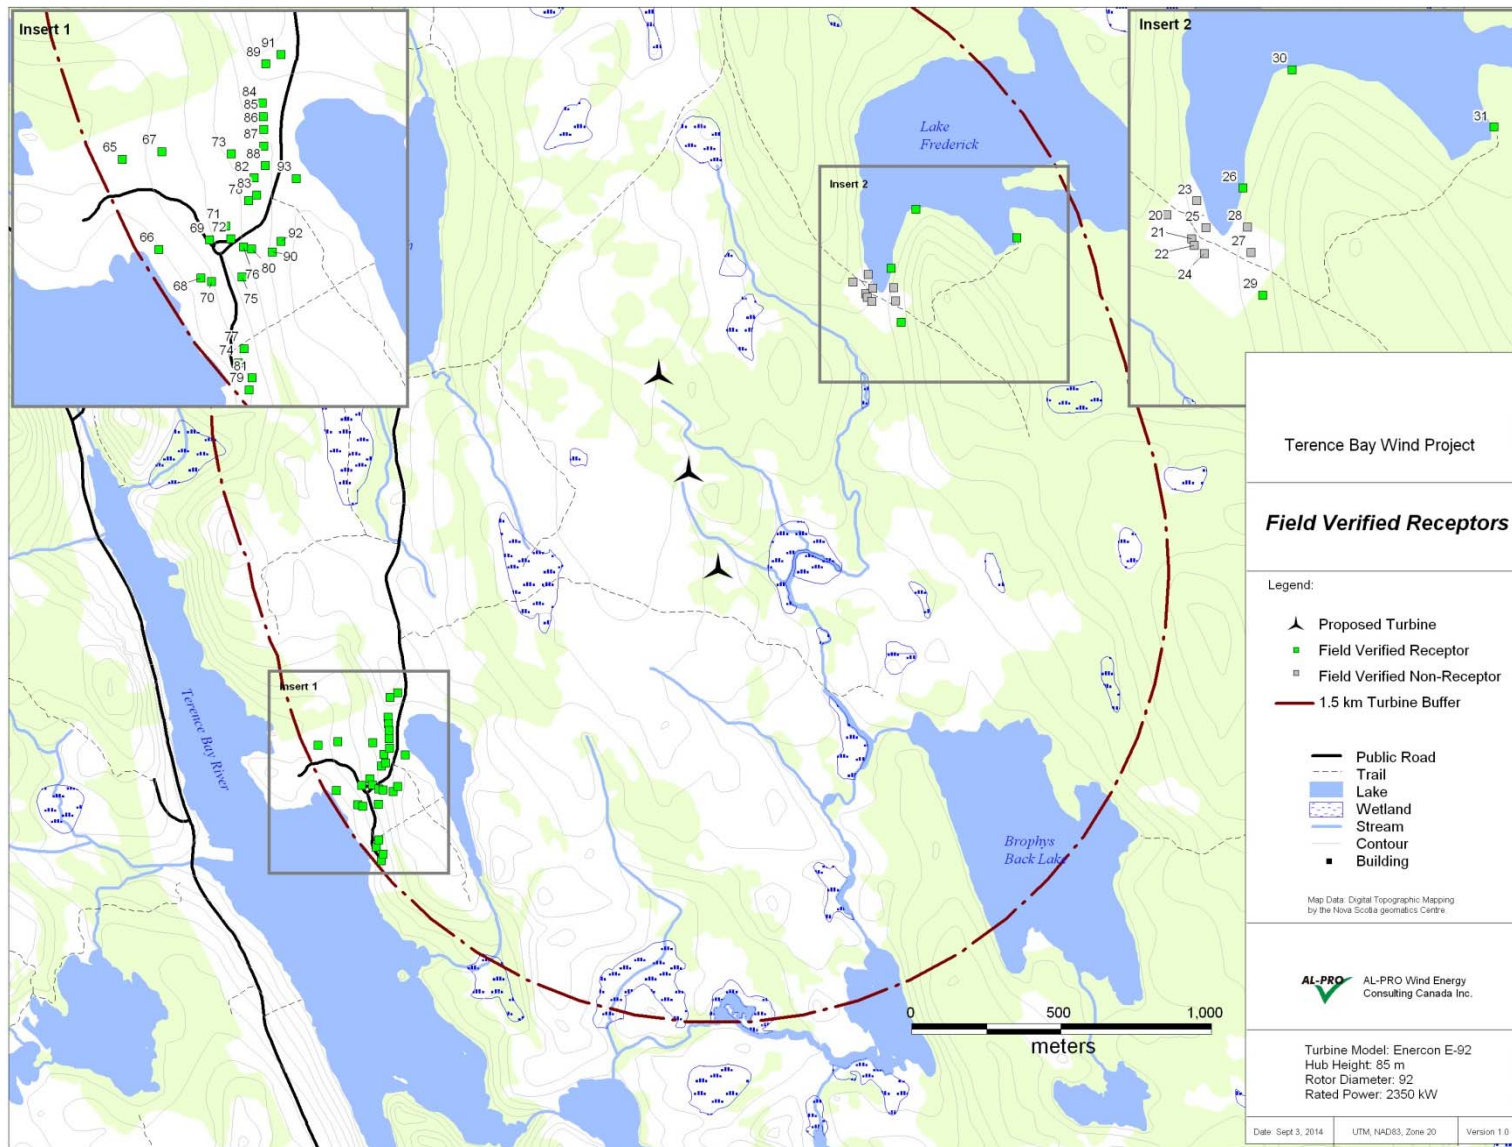 Insert 1
91
89
84
85
86
87
88
73
67
65
82
83
93
71
72
69
66
92
90
80
76
75
68
70
77
74
81
79
Lake
Frederick
Insert 2
Insert 2
30
31
26
23
20
25
28
21
27
22
24
29
Insert 1
Terence Bay River
Brophys
Back Lake
0
500
1,000
meters
Terence Bay Wind Project
Field Verified Receptors
Legend:
Proposed Turbine
Field Verified Receptor
Field Verified Non-Receptor
1.5 km Turbine Buffer
Public Road
Trail
Lake
Wetland
Stream
Contour
Building
Map Data: Digital Topographic Mapping
by the Nova Scotia geomatics Centre
AL-PRO
AL-PRO Wind Energy
Consulting Canada Inc.
Turbine Model: Enercon E-92
Hub Height: 85 m
Rotor Diameter: 92
Rated Power: 2350 kW
Date: Sept 3, 2014
UTM, NAD83, Zone 20
Version 1.0